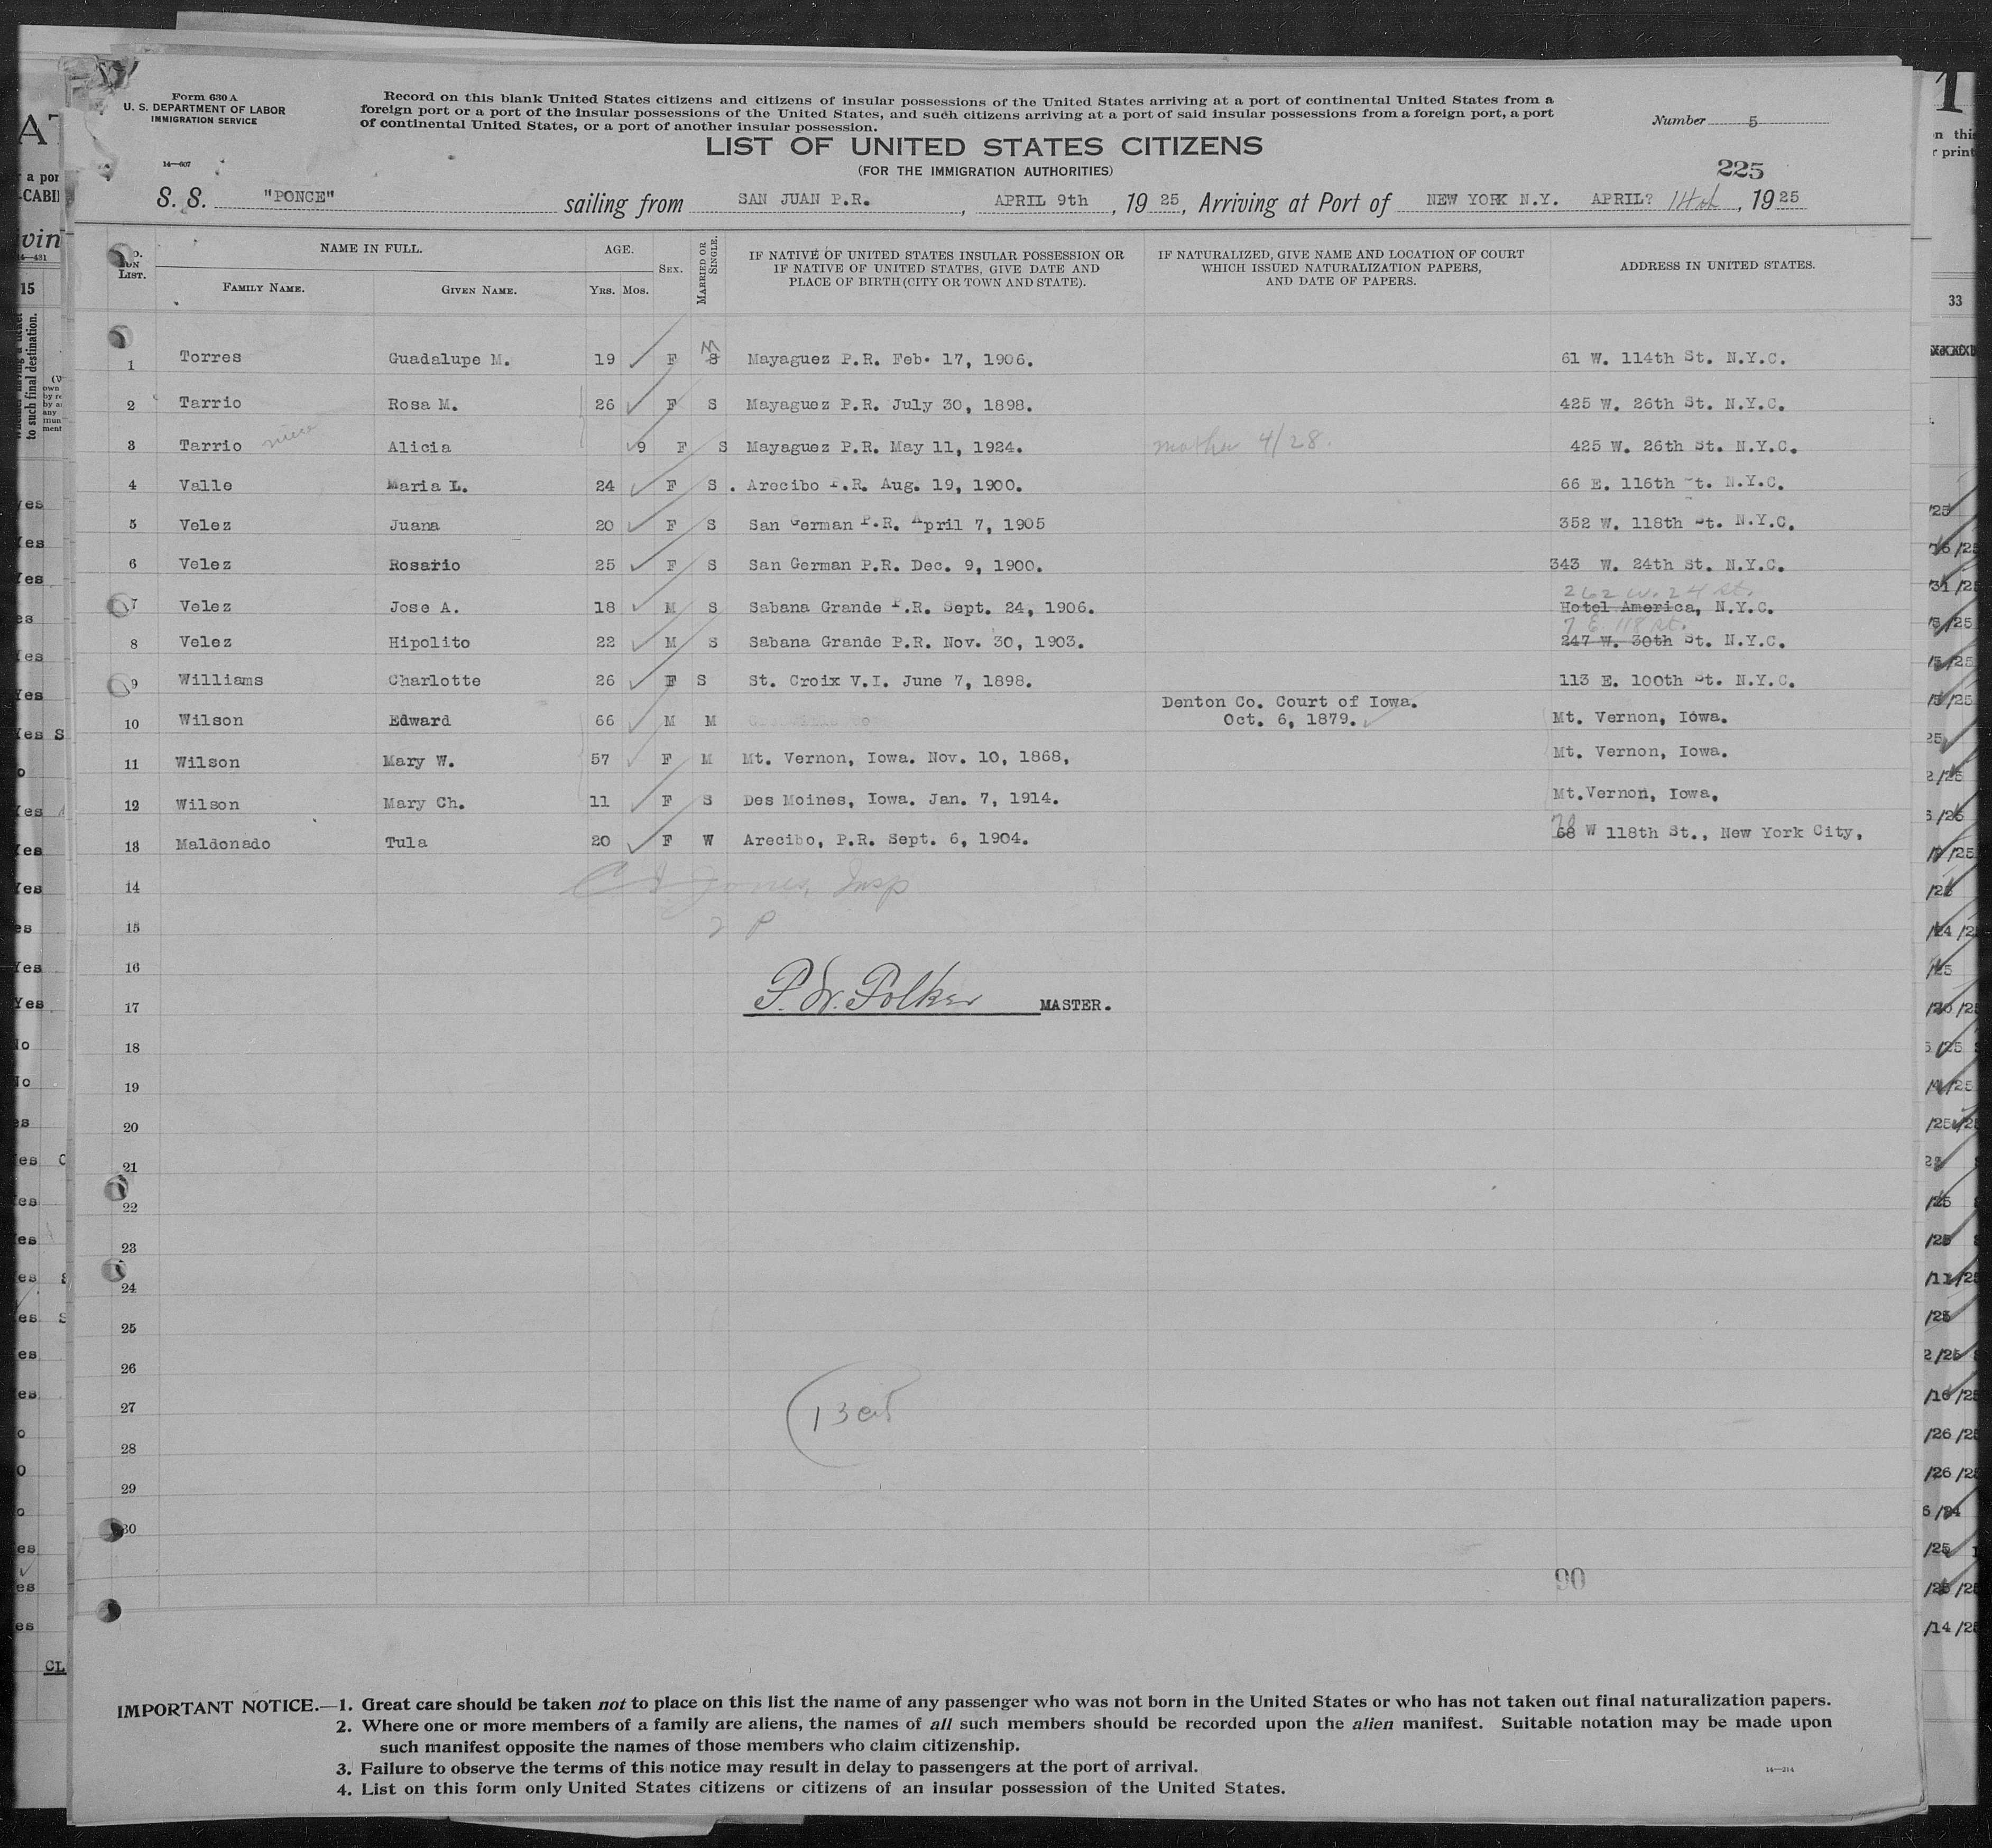 Form 630 A
U. S. DEPARTMENT OF LABOR
IMMIGRATION SERVICE
14—607
Record on this blank United States citizens and citizens of insular possessions of the United States arriving at a port of continental United States from a
foreign port or a port of the insular possessions of the United States, and such citizens arriving at a port of said insular possessions from a foreign port, a port
of continental United States, or a port of another insular possession.
Number 5
LIST OF UNITED STATES CITIZENS
(FOR THE IMMIGRATION AUTHORITIES)
225
S. S. "PONCE" sailing from SAN JUAN P.R. , APRIL 9th , 19 25, Arriving at Port of NEW YORK N.Y. APRIL? 14th , 19 25
LIST.
NAME IN FULL.
FAMILY NAME. GIVEN NAME.
AGE.
YRS. MOS.
SEX.
MARRIED OR SINGLE.
IF NATIVE OF UNITED STATES INSULAR POSSESSION OR
IF NATIVE OF UNITED STATES, GIVE DATE AND
PLACE OF BIRTH (CITY OR TOWN AND STATE).
IF NATURALIZED, GIVE NAME AND LOCATION OF COURT
WHICH ISSUED NATURALIZATION PAPERS,
AND DATE OF PAPERS.
ADDRESS IN UNITED STATES.
1 Torres Guadalupe M. 19 F S M Mayaguez P.R. Feb. 17, 1906. 61 W. 114th St. N.Y.C.
2 Tarrio Rosa M. 26 F S Mayaguez P.R. July 30, 1898. 425 W. 26th St. N.Y.C.
3 Tarrio niece Alicia 9 F S Mayaguez P.R. May 11, 1924. mother 4/28. 425 W. 26th St. N.Y.C.
4 Valle Maria L. 24 F S . Arecibo P.R. Aug. 19, 1900. 66 E. 116th St. N.Y.C.
5 Velez Juana 20 F S San German P.R. April 7, 1905 352 W. 118th St. N.Y.C.
6 Velez Rosario 25 F S San German P.R. Dec. 9, 1900. 343 W. 24th St. N.Y.C.
262 W. 24 St.
7 Velez Jose A. 18 M S Sabana Grande P.R. Sept. 24, 1906. Hotel America, N.Y.C.
7 E. 118 St.
8 Velez Hipolito 22 M S Sabana Grande P.R. Nov. 30, 1903. 247 W. 30th St. N.Y.C.
9 Williams Charlotte 26 F S St. Croix V.I. June 7, 1898. 113 E. 100th St. N.Y.C.
Denton Co. Court of Iowa.
10 Wilson Edward 66 M M Oct. 6, 1879. Mt. Vernon, Iowa.
11 Wilson Mary W. 57 F M Mt. Vernon, Iowa. Nov. 10, 1868, Mt. Vernon, Iowa.
12 Wilson Mary Ch. 11 F S Des Moines, Iowa. Jan. 7, 1914. Mt.Vernon, Iowa.
13 Maldonado Tula 20 F W Arecibo, P.R. Sept. 6, 1904. 68 W 118th St., New York City,
14 Jones, Insp
15
16
17 P. W. Polker MASTER.
18
19
20
21
22
23
24
25
26
27 13 cit
28
29
30
90
IMPORTANT NOTICE.—1. Great care should be taken not to place on this list the name of any passenger who was not born in the United States or who has not taken out final naturalization papers.
2. Where one or more members of a family are aliens, the names of all such members should be recorded upon the alien manifest. Suitable notation may be made upon
such manifest opposite the names of those members who claim citizenship.
3. Failure to observe the terms of this notice may result in delay to passengers at the port of arrival.
4. List on this form only United States citizens or citizens of an insular possession of the United States.
14—214